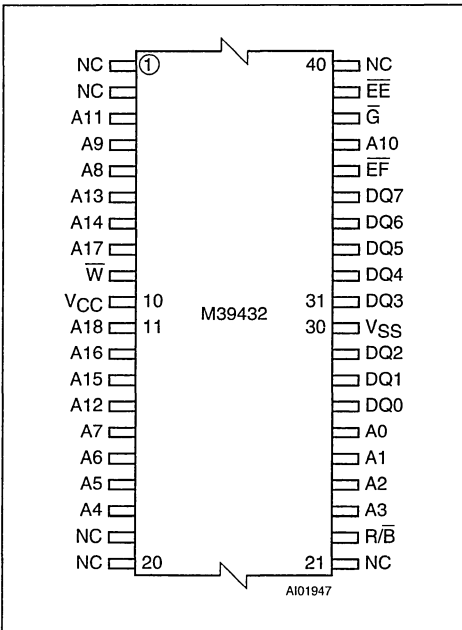 NC 1 40 NC
NC E̅E̅
A11 G̅
A9 A10
A8 E̅F̅
A13 DQ7
A14 DQ6
A17 DQ5
W̅ DQ4
VCC 10 31 DQ3
M39432
A18 11 30 VSS
A16 DQ2
A15 DQ1
A12 DQ0
A7 A0
A6 A1
A5 A2
A4 A3
NC R/B̅
NC 20 21 NC
AI01947